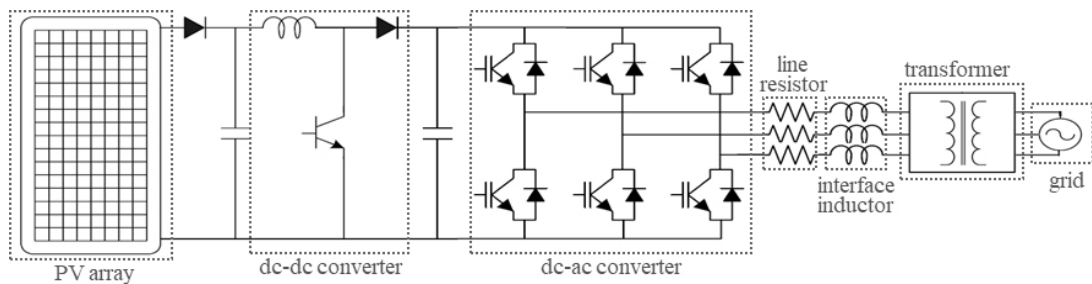 line
resistor
transformer
interface
inductor
grid
PV array
dc-dc converter
dc-ac converter